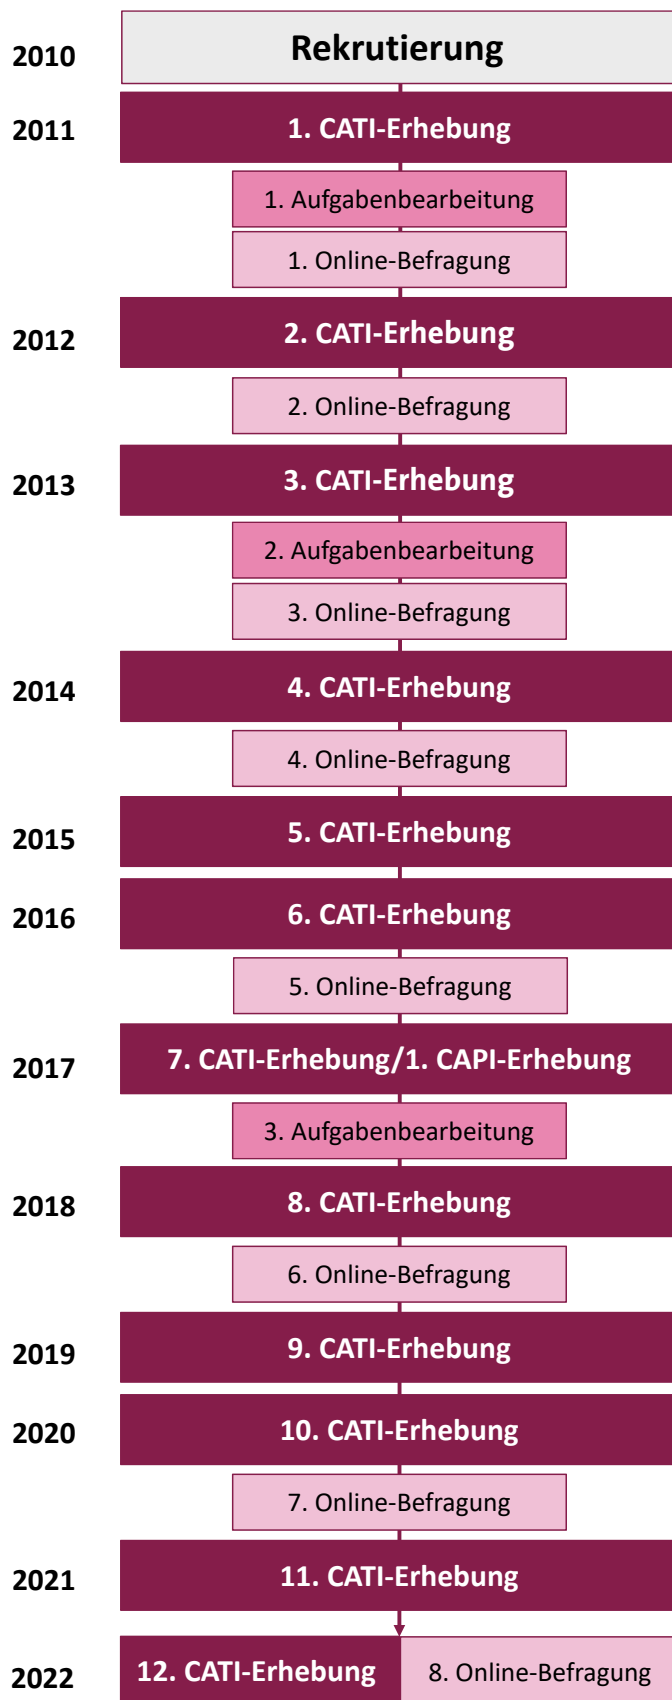 2010
Rekrutierung
2011
1. CATI-Erhebung
1. Aufgabenbearbeitung
1. Online-Befragung
2012
2. CATI-Erhebung
2. Online-Befragung
2013
3. CATI-Erhebung
2. Aufgabenbearbeitung
3. Online-Befragung
2014
4. CATI-Erhebung
4. Online-Befragung
2015
5. CATI-Erhebung
2016
6. CATI-Erhebung
5. Online-Befragung
2017
7. CATI-Erhebung/1. CAPI-Erhebung
3. Aufgabenbearbeitung
2018
8. CATI-Erhebung
6. Online-Befragung
2019
9. CATI-Erhebung
2020
10. CATI-Erhebung
7. Online-Befragung
2021
11. CATI-Erhebung
2022
12. CATI-Erhebung
8. Online-Befragung